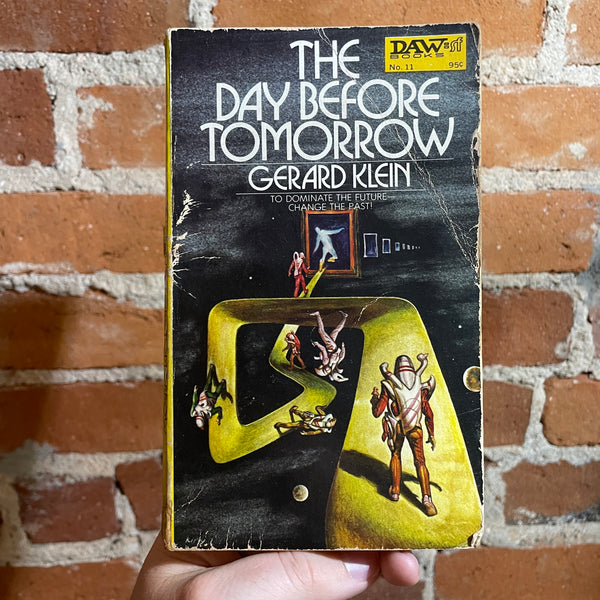 THE
DAY BEFORE
TOMORROW
GERARD KLEIN
TO DOMINATE THE FUTURE—
CHANGE THE PAST!
DAW=sf
BOOKS
No. 11 95¢